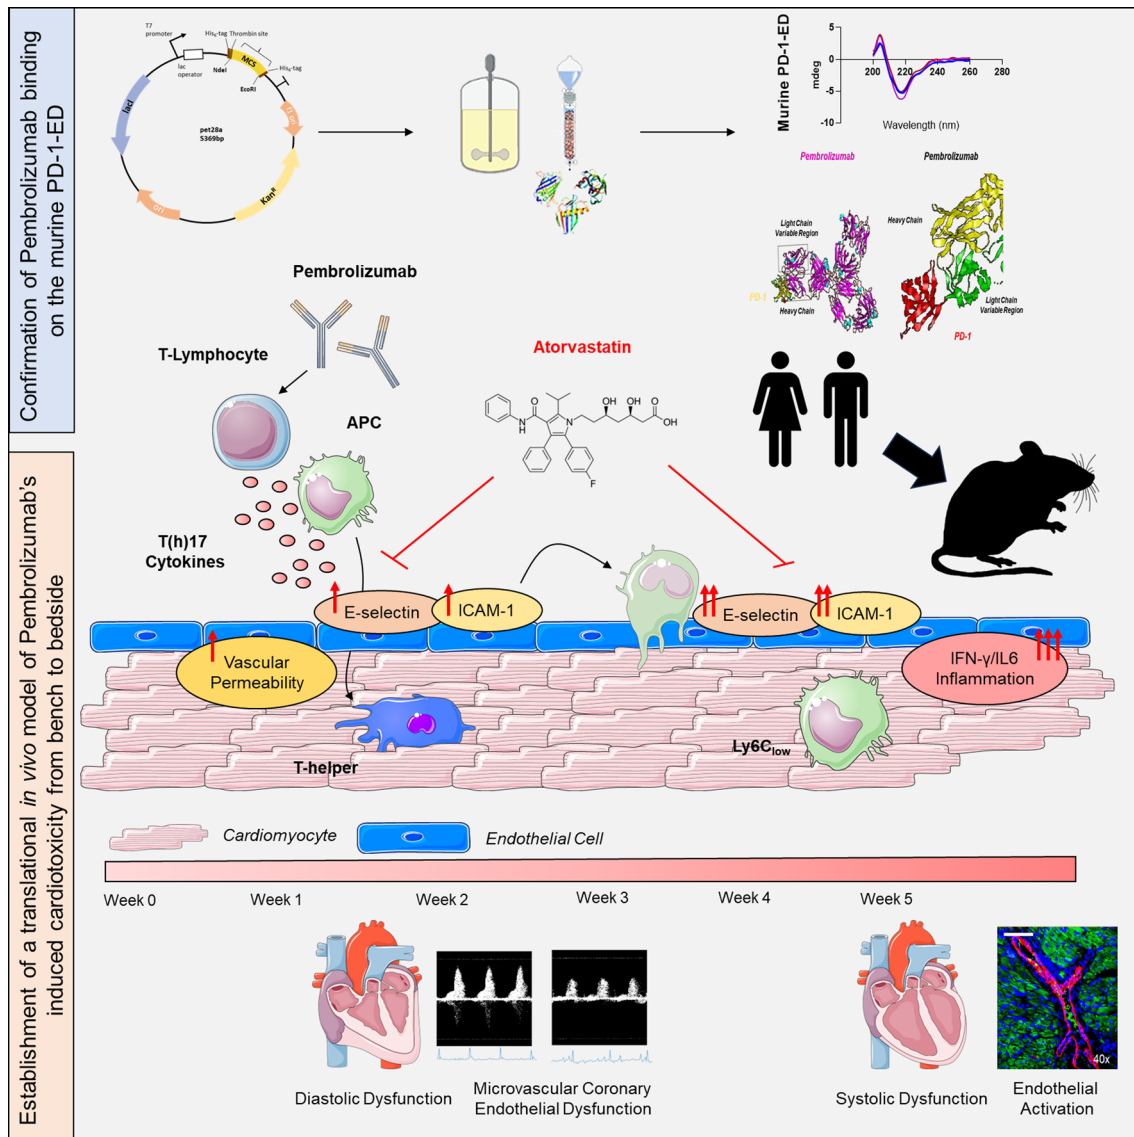 Confirmation of Pembrolizumab binding
on the murine PD-1-ED
T7
promoter
lac
operator
His6-tag
Thrombin site
NdeI
MCS
His6-tag
EcoRI
lacI
pet28a
5369bp
f1 ori
KanR
ori
Murine PD-1-ED
mdeg
5
0
-5
-10
200
220
240
260
280
Wavelength (nm)
Pembrolizumab
Light Chain
Variable Region
PD-1
Heavy Chain
Pembrolizumab
Heavy Chain
Light Chain
Variable Region
PD-1
Pembrolizumab
T-Lymphocyte
APC
T(h)17
Cytokines
Atorvastatin
O
N
H
N
OH
OH
O
OH
F
E-selectin
ICAM-1
E-selectin
ICAM-1
Vascular
Permeability
IFN-γ/IL6
Inflammation
T-helper
Ly6Clow
Establishment of a translational in vivo model of Pembrolizumab's
induced cardiotoxicity from bench to bedside
Cardiomyocyte
Endothelial Cell
Week 0
Week 1
Week 2
Week 3
Week 4
Week 5
40x
Diastolic Dysfunction
Microvascular Coronary
Endothelial Dysfunction
Systolic Dysfunction
Endothelial
Activation